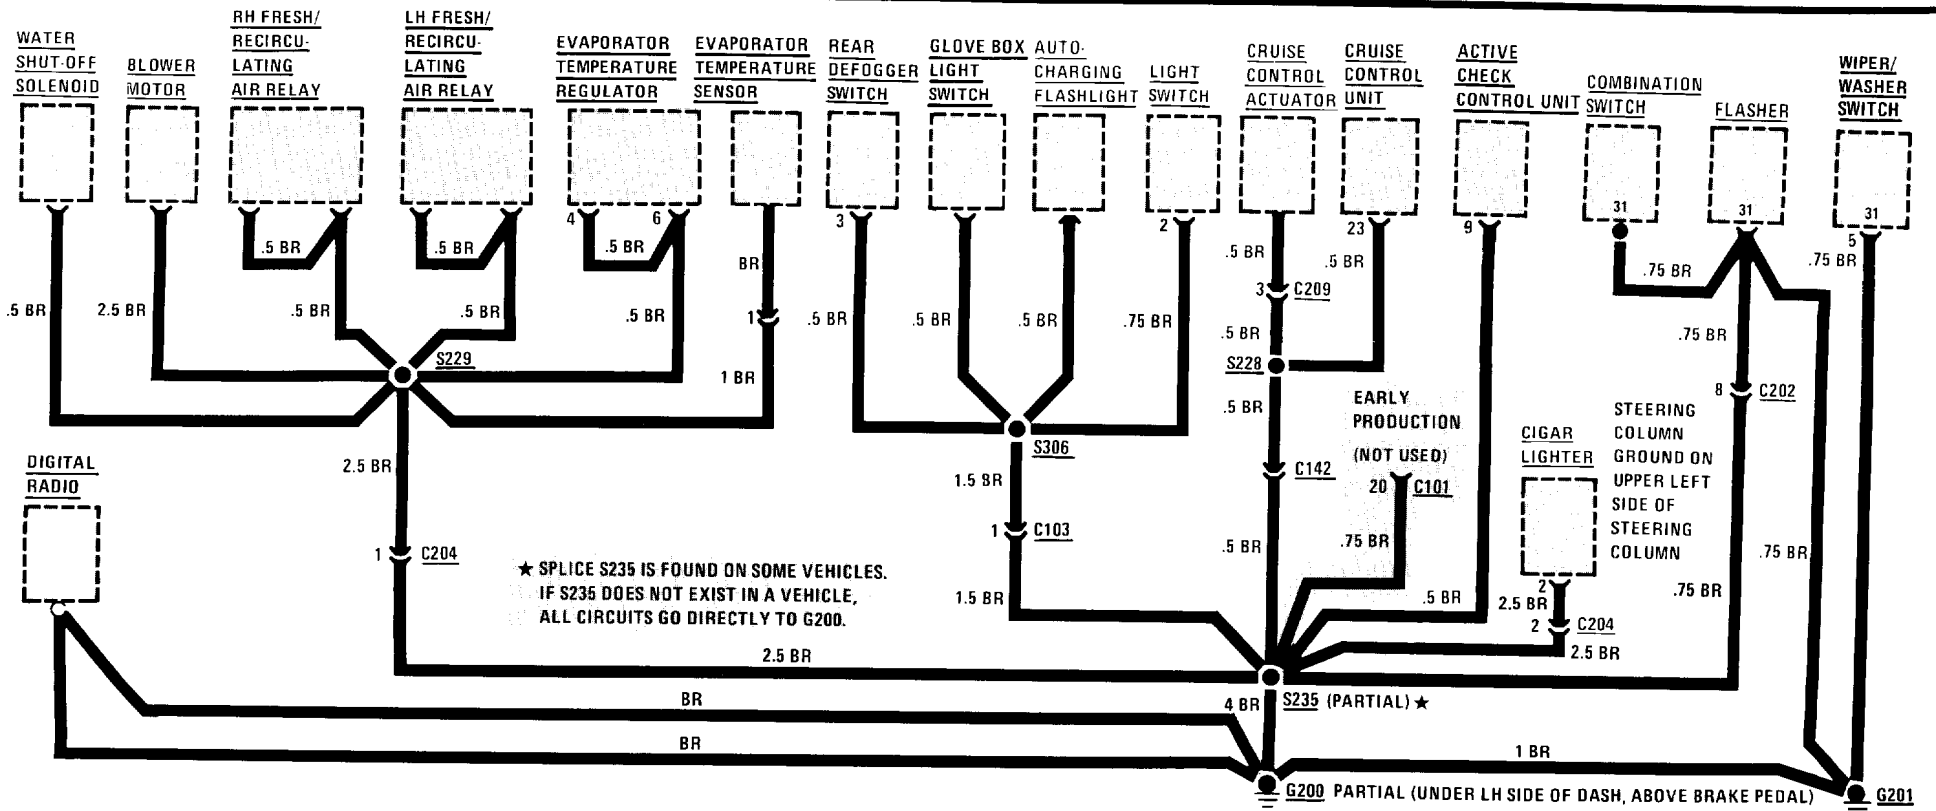 WATER
SHUT-OFF
SOLENOID
BLOWER
MOTOR
RH FRESH/
RECIRCU-
LATING
AIR RELAY
LH FRESH/
RECIRCU-
LATING
AIR RELAY
EVAPORATOR
TEMPERATURE
REGULATOR
EVAPORATOR
TEMPERATURE
SENSOR
REAR
DEFOGGER
SWITCH
GLOVE BOX
LIGHT
SWITCH
AUTO-
CHARGING
FLASHLIGHT
LIGHT
SWITCH
CRUISE
CONTROL
ACTUATOR
CRUISE
CONTROL
UNIT
ACTIVE
CHECK
CONTROL UNIT
COMBINATION
SWITCH
FLASHER
WIPER/
WASHER
SWITCH
31
31
31
4
6
3
2
23
9
5
.5 BR
.5 BR
.5 BR
BR
.5 BR
.5 BR
.75 BR
.75 BR
3
C209
.5 BR
2.5 BR
.5 BR
.5 BR
.5 BR
1
.5 BR
.5 BR
.5 BR
.75 BR
.5 BR
.75 BR
S229
1 BR
S228
.5 BR
8
C202
EARLY
PRODUCTION
(NOT USED)
20
C101
.75 BR
STEERING
COLUMN
GROUND ON
UPPER LEFT
SIDE OF
STEERING
COLUMN
CIGAR
LIGHTER
S306
DIGITAL
RADIO
2.5 BR
1.5 BR
C142
1
C103
1
C204
.5 BR
.75 BR
★ SPLICE S235 IS FOUND ON SOME VEHICLES.
IF S235 DOES NOT EXIST IN A VEHICLE,
ALL CIRCUITS GO DIRECTLY TO G200.
1.5 BR
.5 BR
2
2.5 BR
2
C204
2.5 BR
.75 BR
2.5 BR
BR
4 BR
S235 (PARTIAL) ★
BR
1 BR
G200 PARTIAL (UNDER LH SIDE OF DASH, ABOVE BRAKE PEDAL)
G201